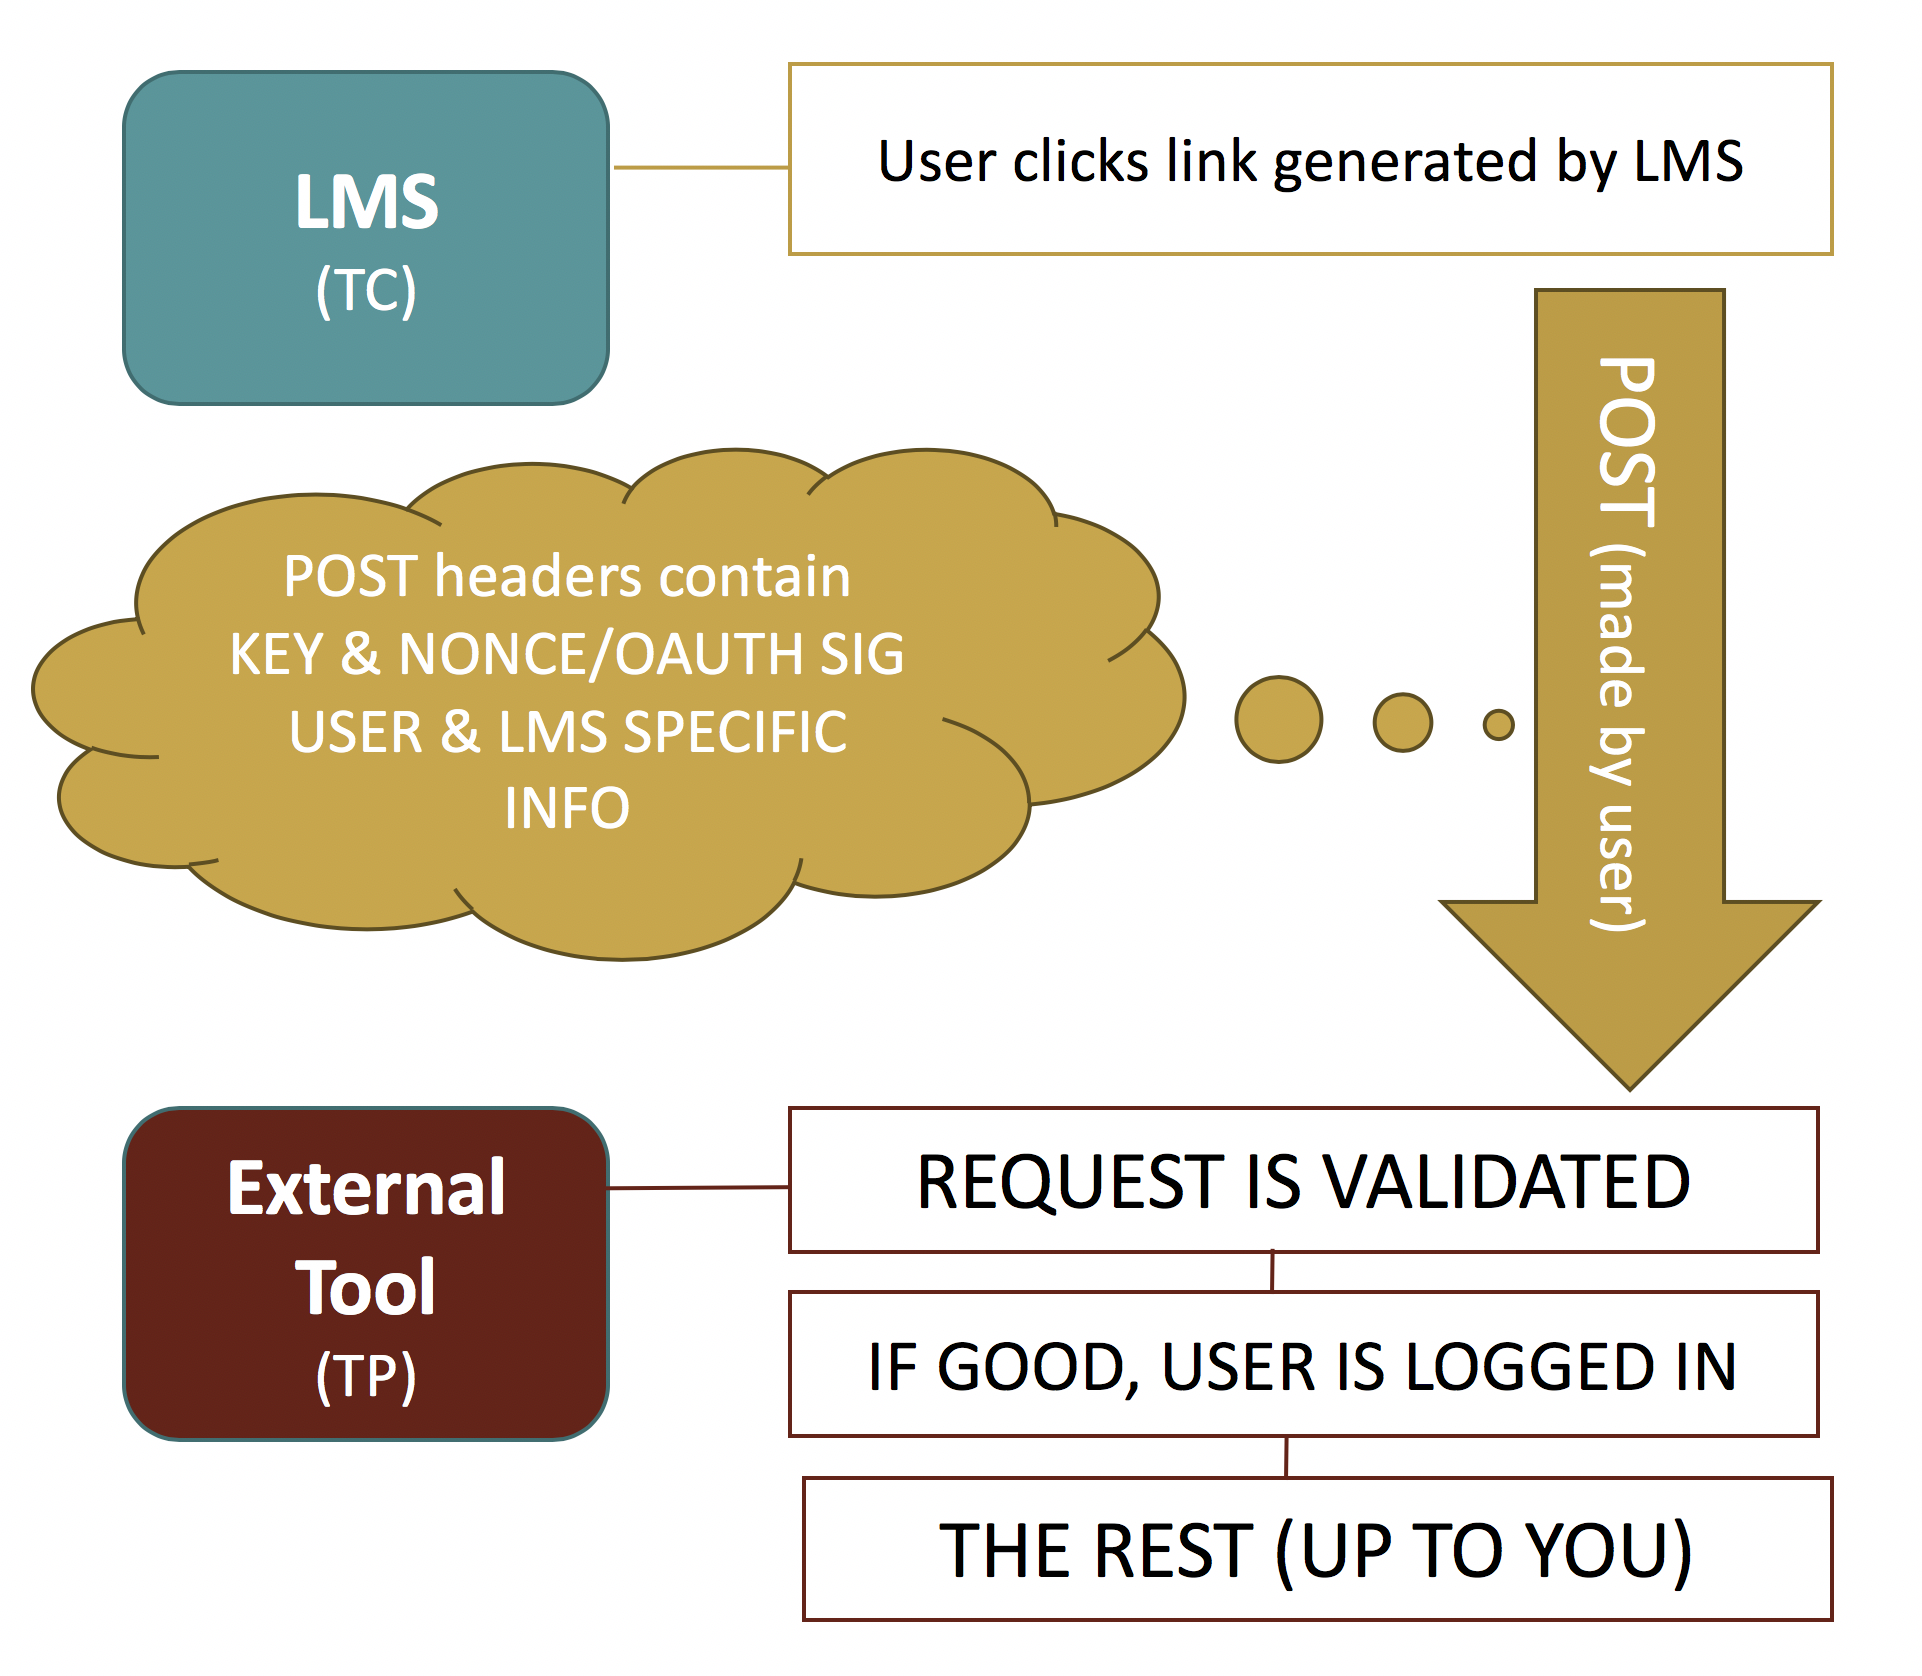 LMS
(TC)
User clicks link generated by LMS
POST (made by user)
POST headers contain
KEY & NONCE/OAUTH SIG
USER & LMS SPECIFIC
INFO
External
Tool
(TP)
REQUEST IS VALIDATED
IF GOOD, USER IS LOGGED IN
THE REST (UP TO YOU)